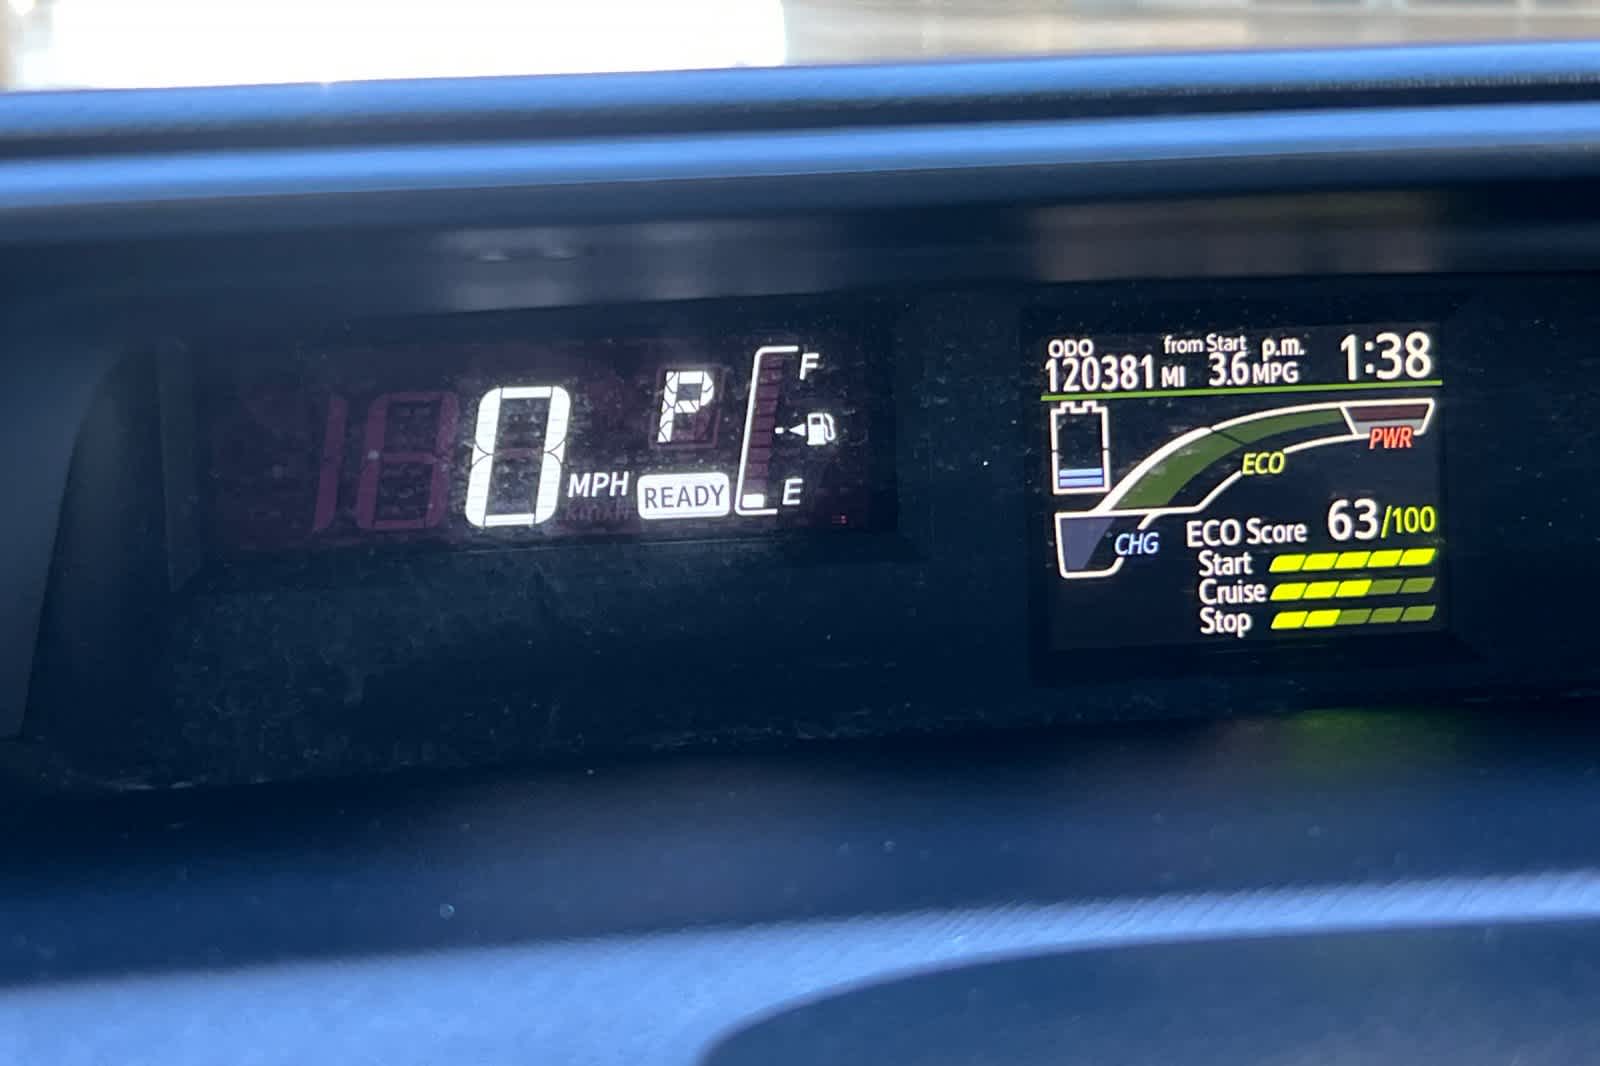 0 MPH
P
READY
F
E
ODO
120381 MI
from Start
3.6 MPG
p.m.
1:38
PWR
ECO
CHG
ECO Score 63/100
Start
Cruise
Stop